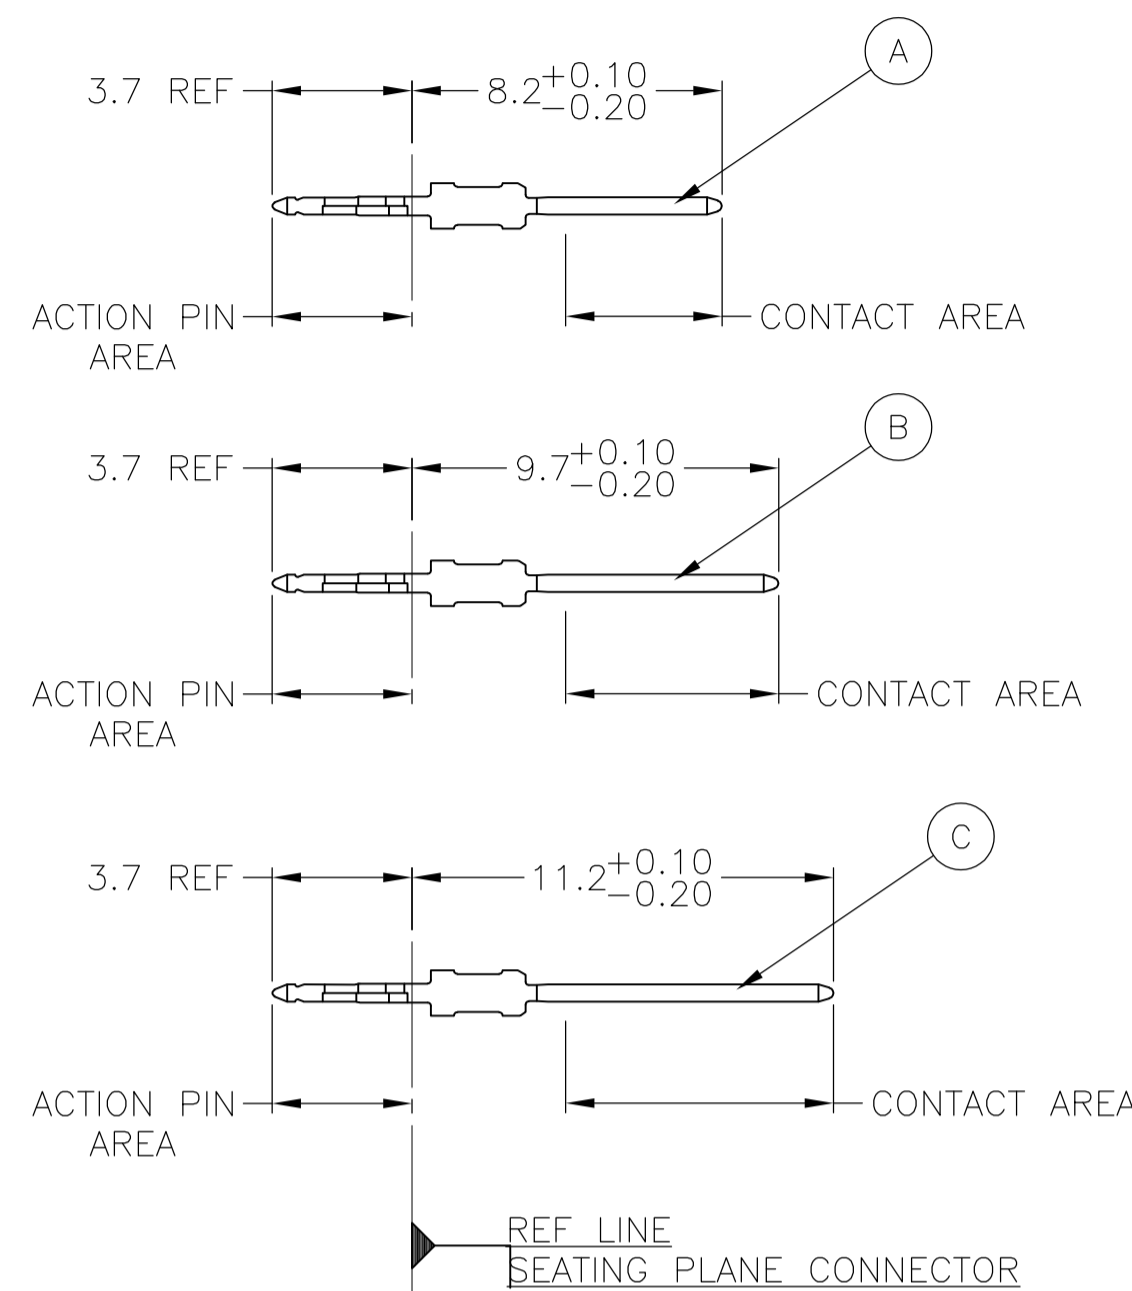 A
3.7 REF 8.2 +0.10
-0.20
ACTION PIN CONTACT AREA
AREA
B
3.7 REF 9.7 +0.10
-0.20
ACTION PIN CONTACT AREA
AREA
C
3.7 REF 11.2 +0.10
-0.20
ACTION PIN CONTACT AREA
AREA
REF LINE
SEATING PLANE CONNECTOR